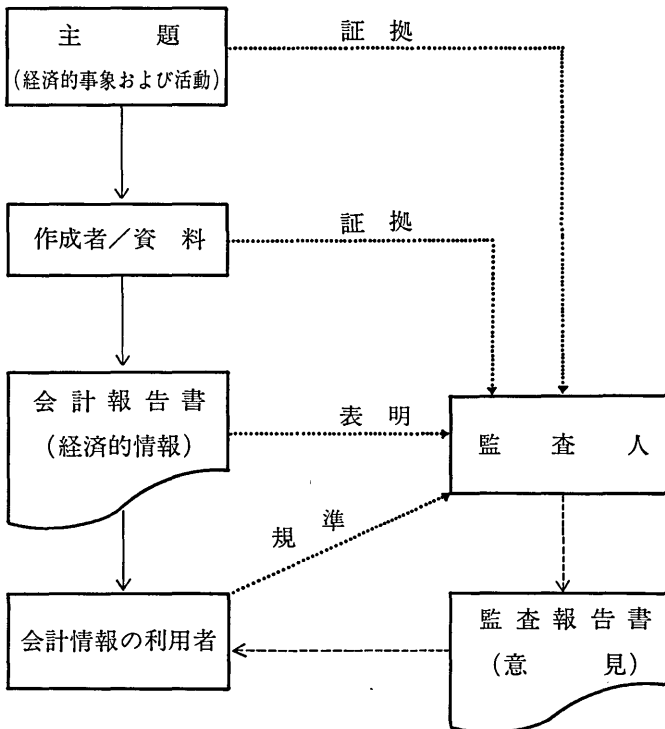 主題
(経済的事象および活動)
証拠
作成者/資料
証拠
会計報告書
(経済的情報)
表明
監査人
規準
会計情報の利用者
監査報告書
(意見)